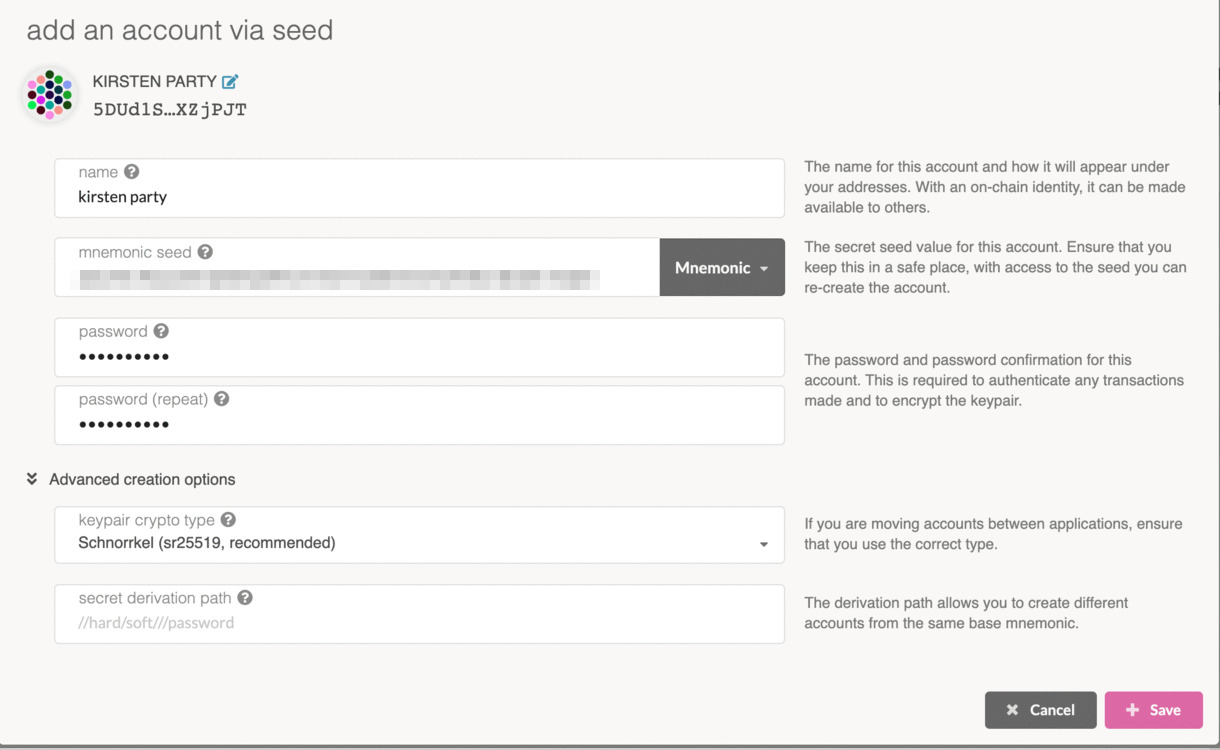 add an account via seed
KIRSTEN PARTY
5DUdlS…XZjPJT
name
kirsten party
The name for this account and how it will appear under
your addresses. With an on-chain identity, it can be made
available to others.
mnemonic seed
Mnemonic
The secret seed value for this account. Ensure that you
keep this in a safe place, with access to the seed you can
re-create the account.
password
••••••••••
password (repeat)
••••••••••
The password and password confirmation for this
account. This is required to authenticate any transactions
made and to encrypt the keypair.
Advanced creation options
keypair crypto type
Schnorrkel (sr25519, recommended)
If you are moving accounts between applications, ensure
that you use the correct type.
secret derivation path
//hard/soft///password
The derivation path allows you to create different
accounts from the same base mnemonic.
Cancel
Save